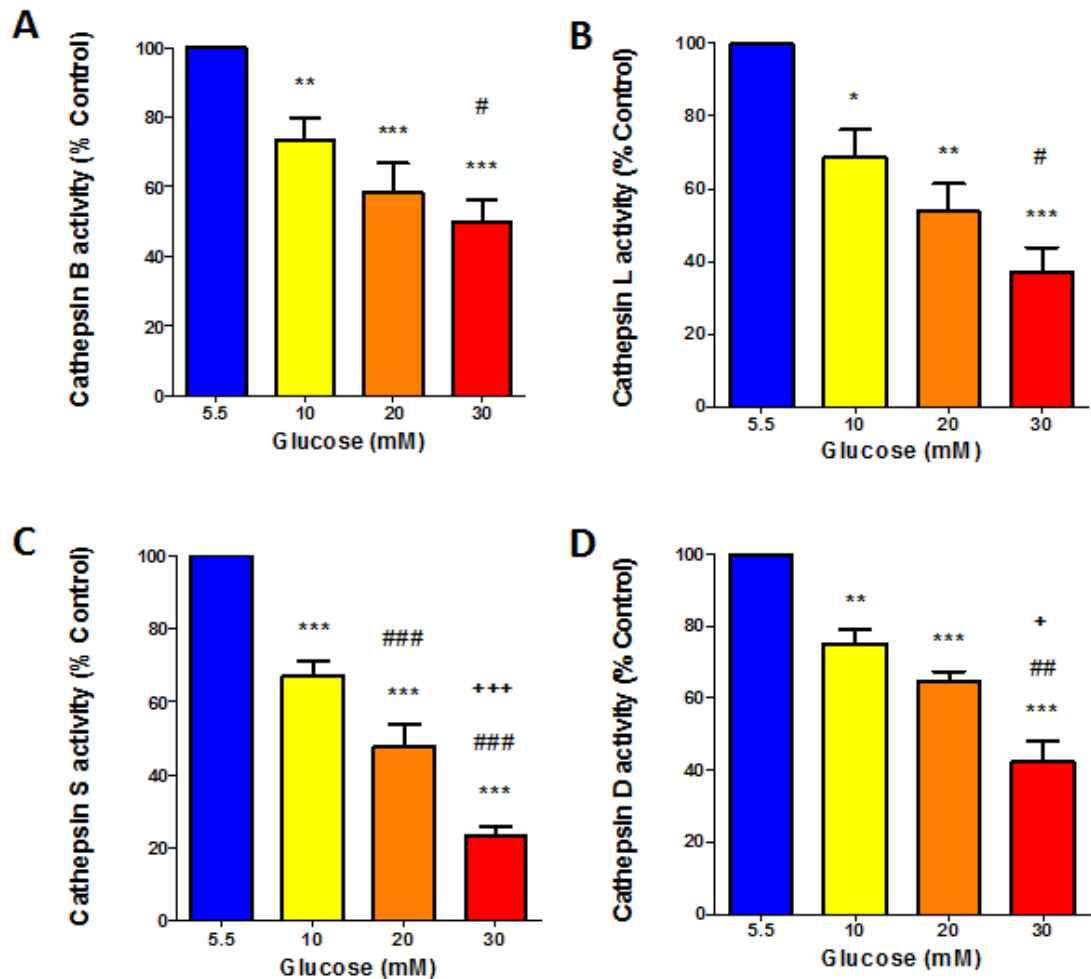 A
Cathepsin B activity (% Control)
100
80
60
40
20
0
**
***
#
***
5.5 10 20 30
Glucose (mM)
B
Cathepsin L activity (% Control)
100
80
60
40
20
0
*
**
#
***
5.5 10 20 30
Glucose (mM)
C
Cathepsin S activity (% Control)
100
80
60
40
20
0
***
###
***
+++
###
***
5.5 10 20 30
Glucose (mM)
D
Cathepsin D activity (% Control)
100
80
60
40
20
0
**
***
+
##
***
5.5 10 20 30
Glucose (mM)